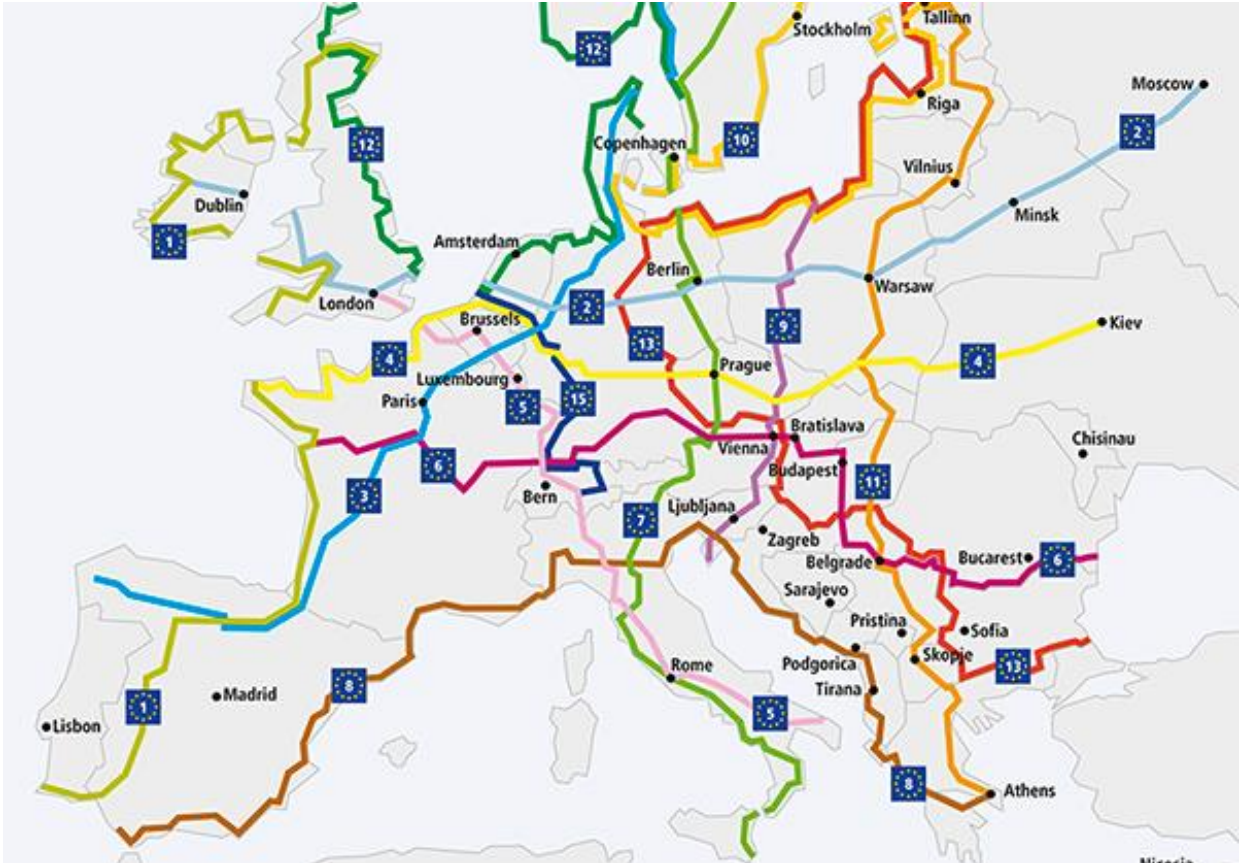 Tallinn
Stockholm
12
Moscow
Riga
2
10
12
Copenhagen
Vilnius
Dublin
Minsk
1
Amsterdam
Berlin
Warsaw
London
2
Brussels
9
Kiev
13
4
4
Prague
Luxembourg
Paris
15
5
Bratislava
Vienna
Chisinau
6
Budapest
3
Bern
11
Ljubljana
7
Zagreb
Belgrade
Bucarest
6
Sarajevo
Pristina
Sofia
Podgorica
Skopje
Rome
13
Tirana
8
Madrid
1
5
Lisbon
8
Athens
Nicosia